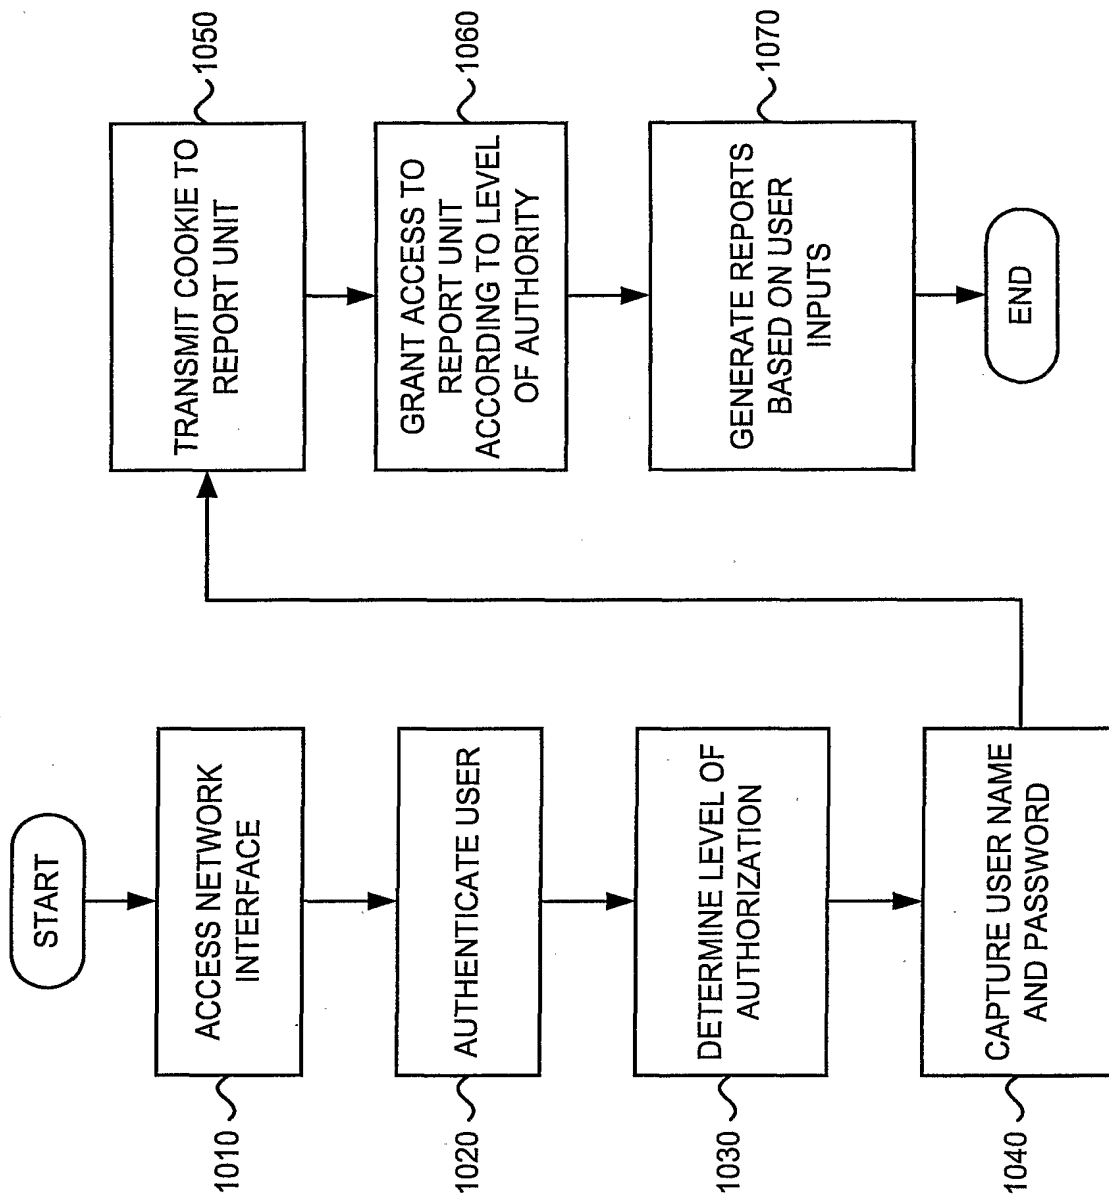 START
ACCESS NETWORK
INTERFACE
1010
AUTHENTICATE USER
1020
DETERMINE LEVEL OF
AUTHORIZATION
1030
CAPTURE USER NAME
AND PASSWORD
1040
TRANSMIT COOKIE TO
REPORT UNIT
1050
GRANT ACCESS TO
REPORT UNIT
ACCORDING TO LEVEL
OF AUTHORITY
1060
GENERATE REPORTS
BASED ON USER
INPUTS
1070
END